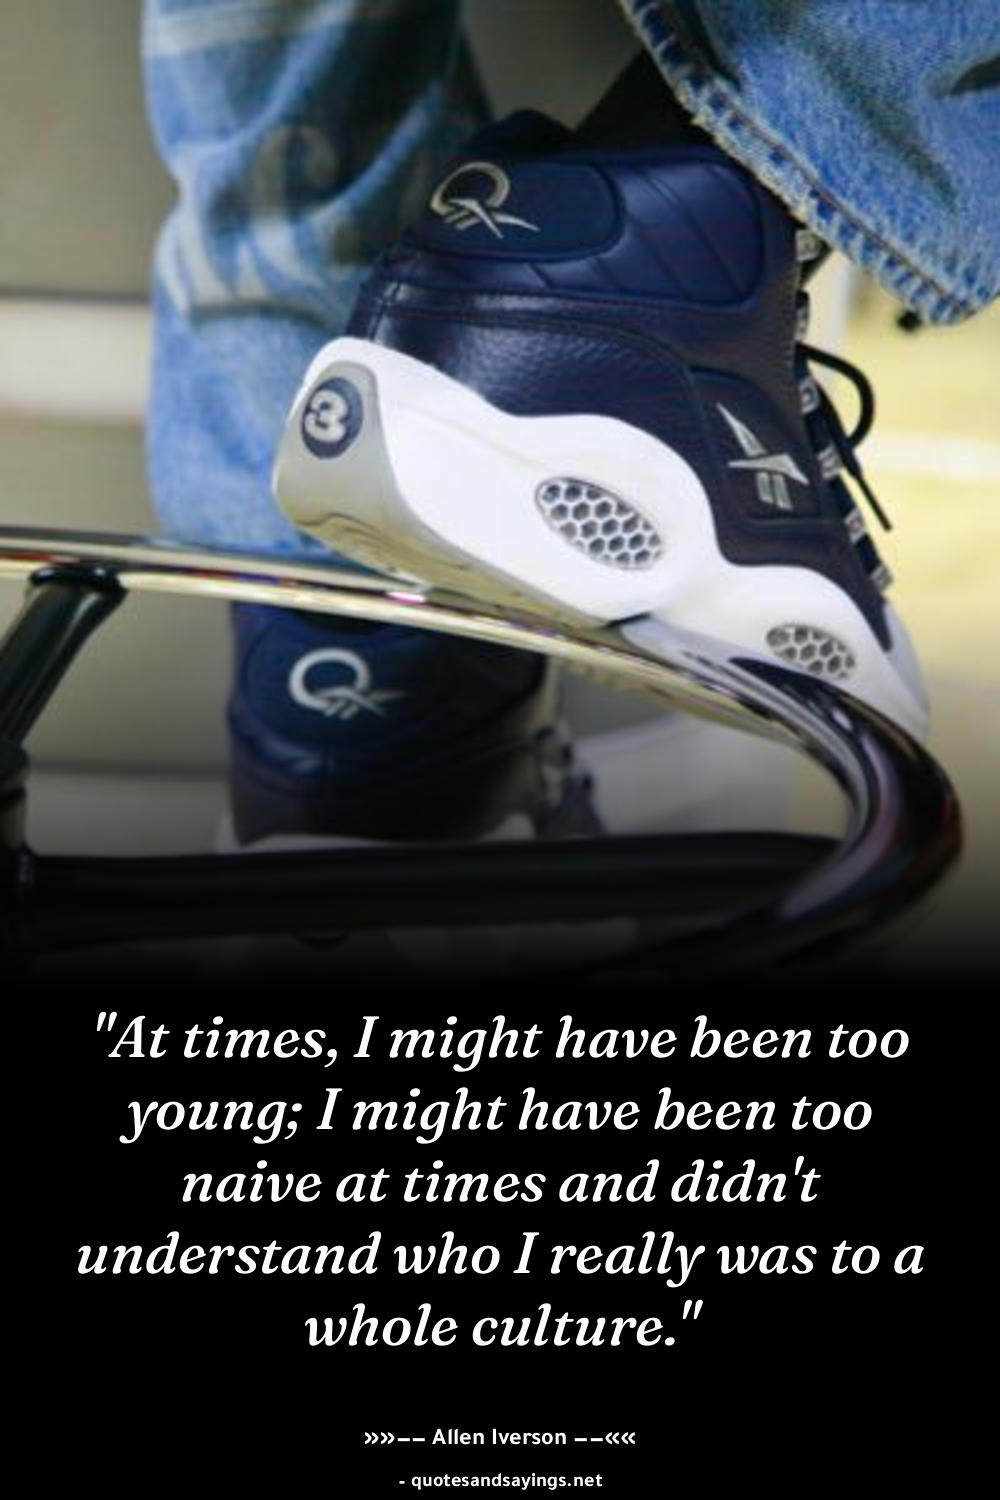 3
"At times, I might have been too
young; I might have been too
naive at times and didn't
understand who I really was to a
whole culture."
»»–– Allen Iverson ––««
- quotesandsayings.net